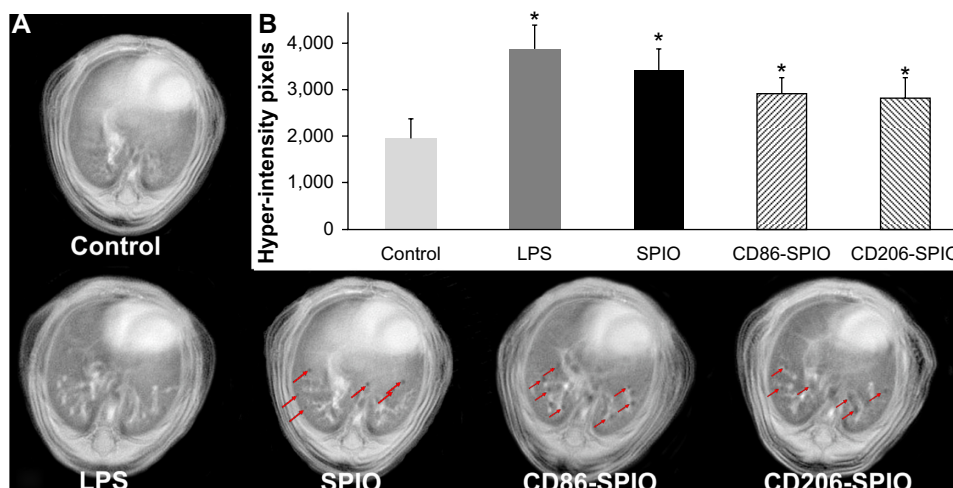 A
B
Hyper-intensity pixels
4,000
3,000
2,000
1,000
0
*
*
*
*
Control
LPS
SPIO
CD86-SPIO
CD206-SPIO
Control
LPS
SPIO
CD86-SPIO
CD206-SPIO